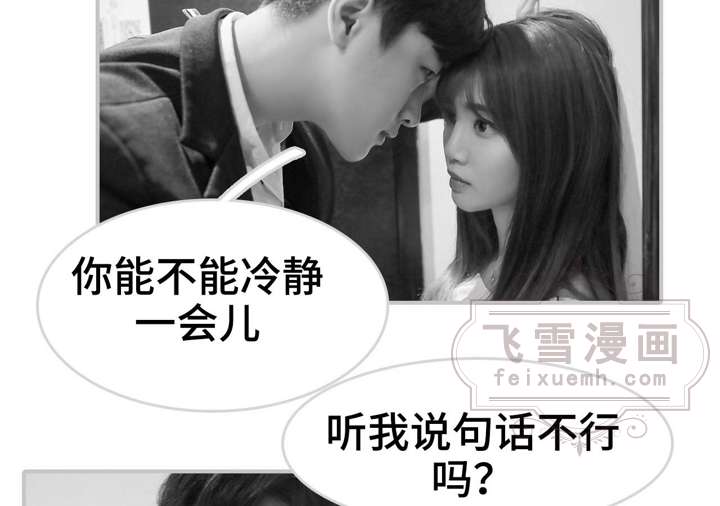 你能不能冷静
一会儿
飞雪漫画
feixuemh.com
听我说句话不行
吗？